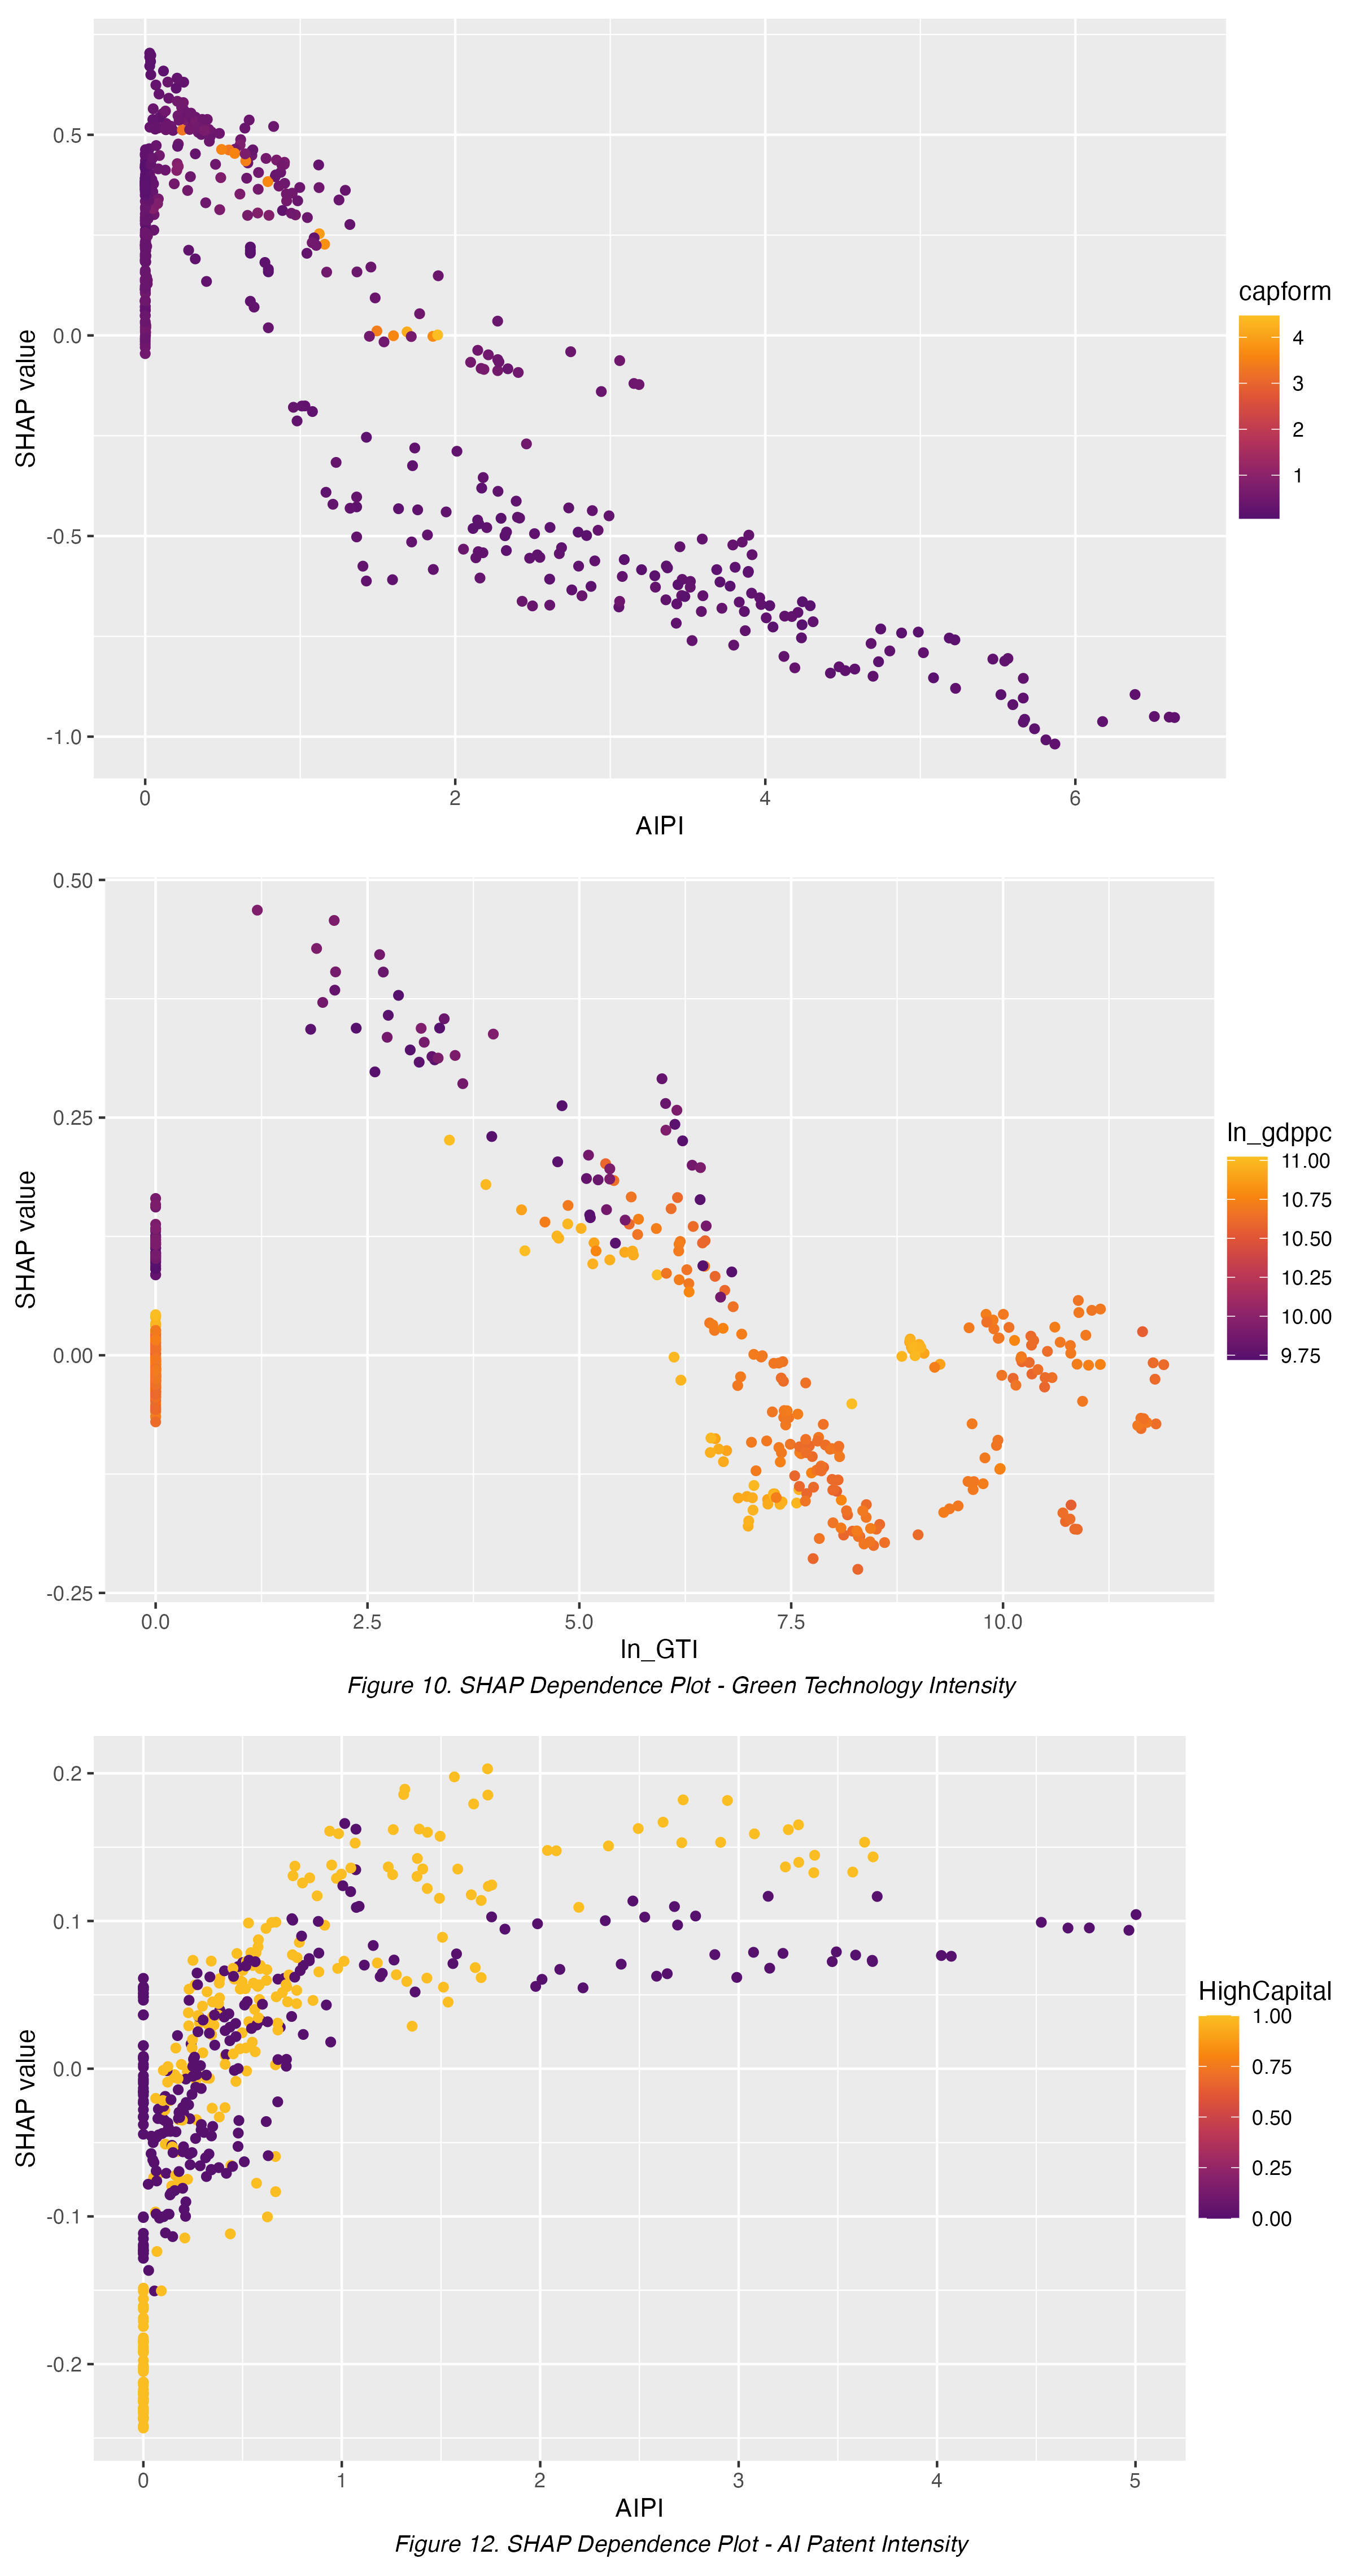 0.5
0.0
-0.5
-1.0
SHAP value
0 2 4 6
AIPI
capform
4
3
2
1
0.50
0.25
0.00
-0.25
SHAP value
0.0 2.5 5.0 7.5 10.0
ln_GTI
ln_gdppc
11.00
10.75
10.50
10.25
10.00
9.75
Figure 10. SHAP Dependence Plot - Green Technology Intensity
0.2
0.1
0.0
-0.1
-0.2
SHAP value
0 1 2 3 4 5
AIPI
HighCapital
1.00
0.75
0.50
0.25
0.00
Figure 12. SHAP Dependence Plot - AI Patent Intensity